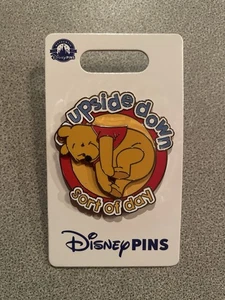 upside down
sort of day
Disney PINS